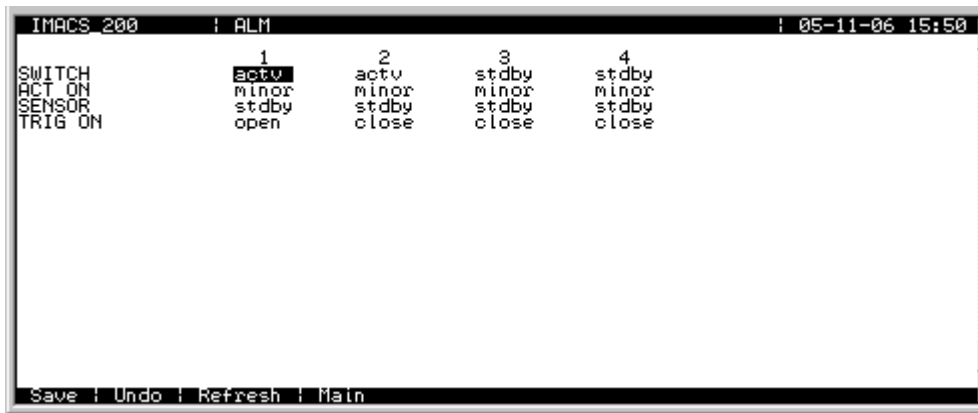 IMACS_200 ¦ ALM ¦ 05-11-06 15:50
1 2 3 4
SWITCH actv actv stdby stdby
ACT ON minor minor minor minor
SENSOR stdby stdby stdby stdby
TRIG ON open close close close
Save ¦ Undo ¦ Refresh ¦ Main